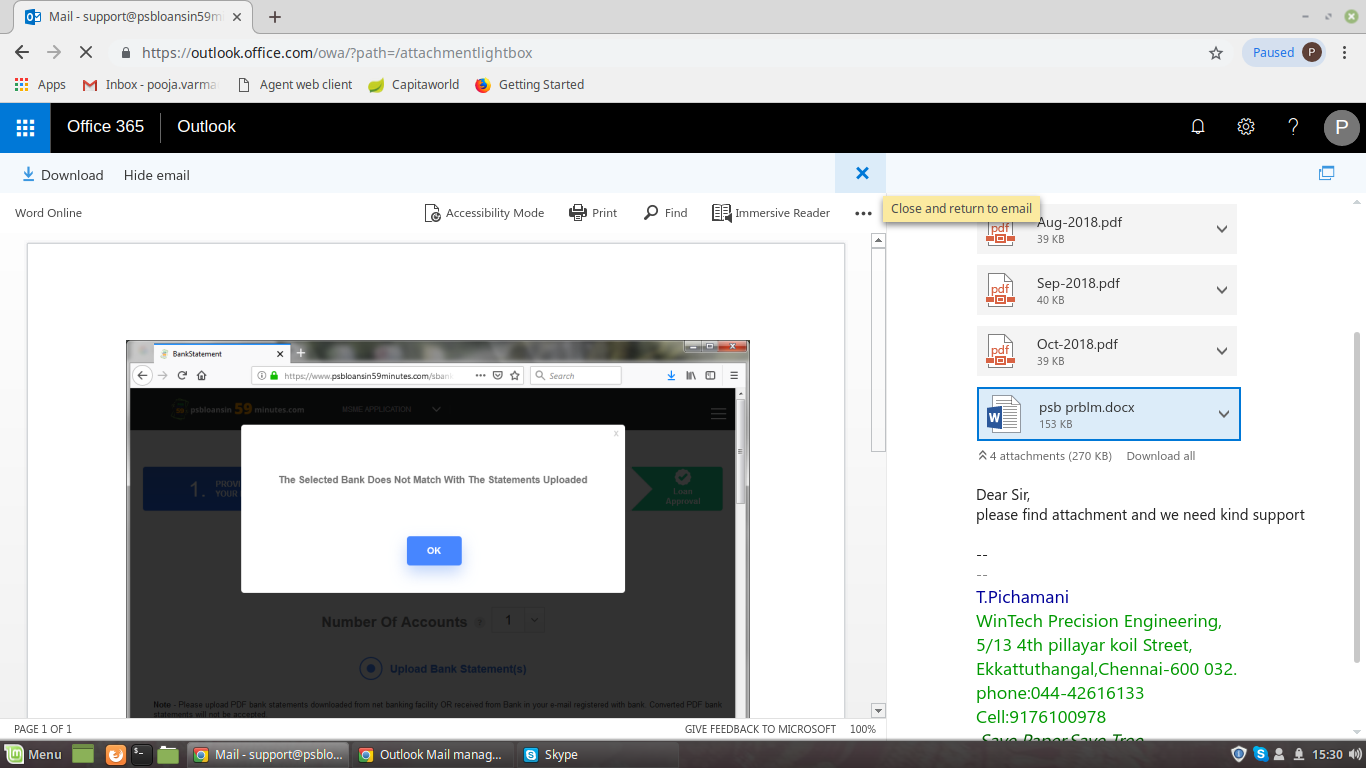 Mail - support@psbloansin59m
https://outlook.office.com/owa/?path=/attachmentlightbox
Paused P
Apps Inbox - pooja.varma Agent web client Capitaworld Getting Started
Office 365 Outlook ? P
Download Hide email
Close and return to email
Word Online Accessibility Mode Print Find Immersive Reader
BankStatement
https://www.psbloansin59minutes.com/sban
Search
psbloansin 59 minutes.com MSME APPLICATION
x
The Selected Bank Does Not Match With The Statements Uploaded
1. PROVI
YOUR
Loan
Approval
OK
Number Of Accounts 1
Upload Bank Statement(s)
Note - Please upload PDF bank statements downloaded from net banking facility OR received from Bank in your e-mail registered with bank. Converted PDF bank
statements will not be accepted
PAGE 1 OF 1 GIVE FEEDBACK TO MICROSOFT 100%
pdf Aug-2018.pdf
39 KB
pdf Sep-2018.pdf
40 KB
pdf Oct-2018.pdf
39 KB
W psb prblm.docx
153 KB
4 attachments (270 KB) Download all
Dear Sir,
please find attachment and we need kind support
--
--
T.Pichamani
WinTech Precision Engineering,
5/13 4th pillayar koil Street,
Ekkattuthangal,Chennai-600 032.
phone:044-42616133
Cell:9176100978
Save PaperSave Tree
Menu Mail - support@psblo... Outlook Mail manag... Skype 15:30